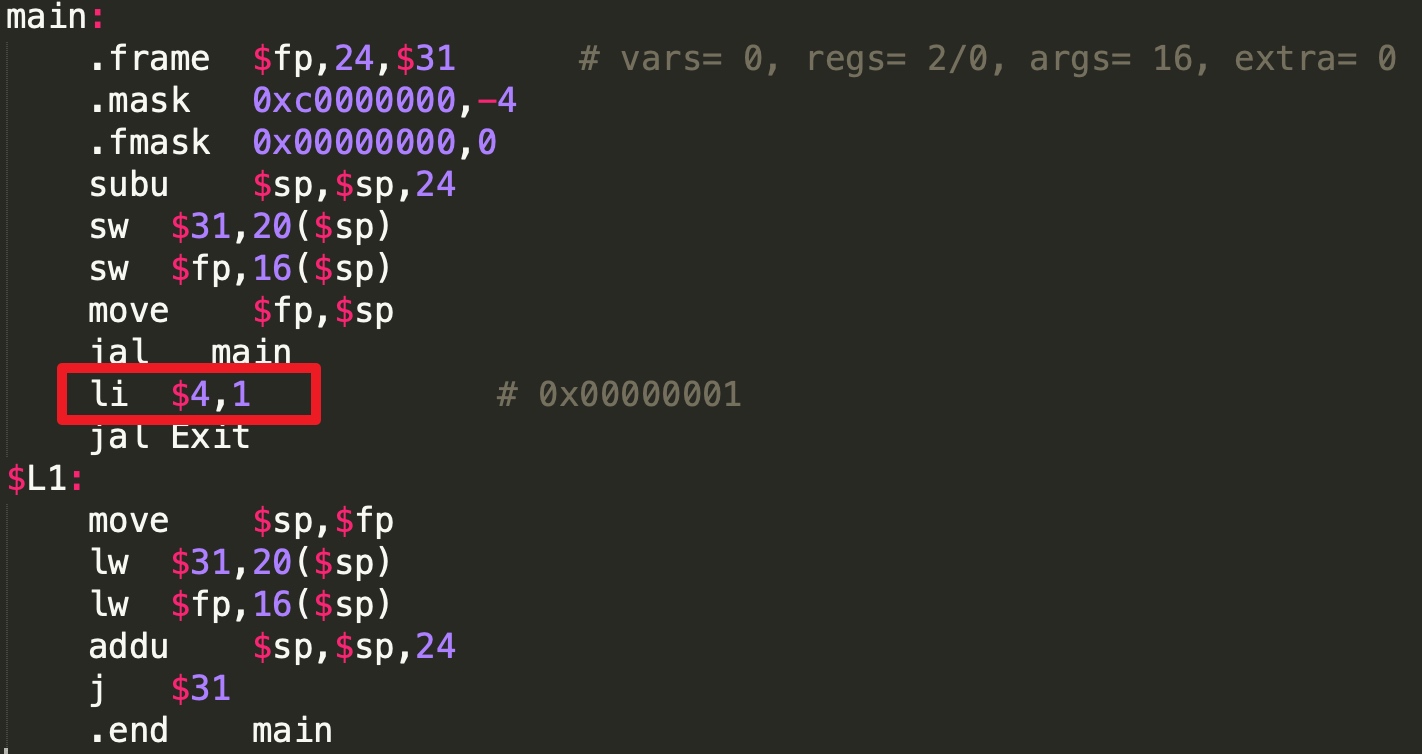 main:
.frame $fp,24,$31 # vars= 0, regs= 2/0, args= 16, extra= 0
.mask 0xc0000000,-4
.fmask 0x00000000,0
subu $sp,$sp,24
sw $31,20($sp)
sw $fp,16($sp)
move $fp,$sp
jal main
li $4,1 # 0x00000001
jal Exit
$L1:
move $sp,$fp
lw $31,20($sp)
lw $fp,16($sp)
addu $sp,$sp,24
j $31
.end main